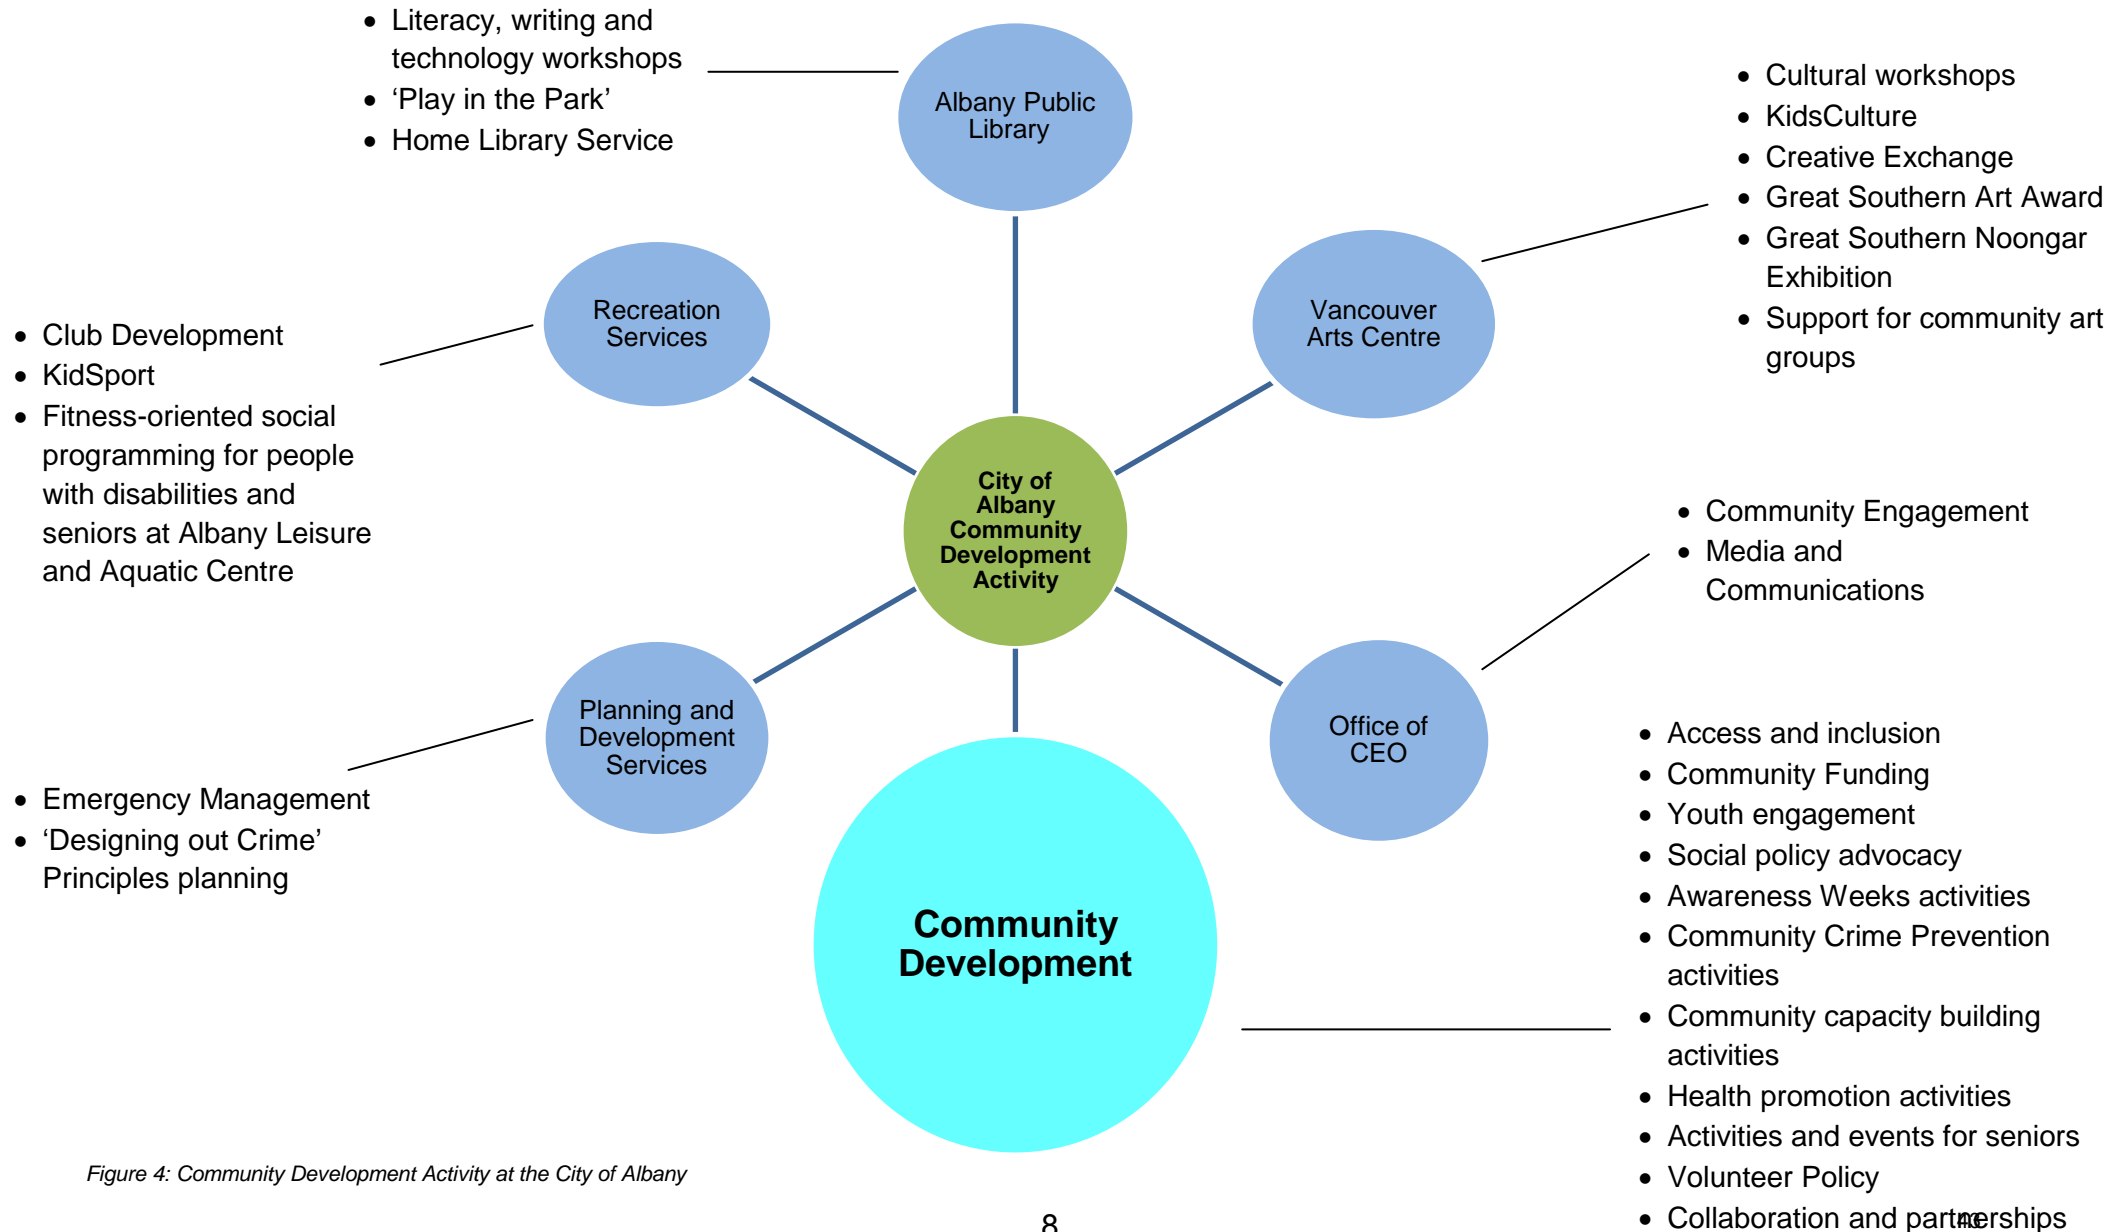 • Literacy, writing and
technology workshops
• ‘Play in the Park’
• Home Library Service
Albany Public
Library
• Cultural workshops
• KidsCulture
• Creative Exchange
• Great Southern Art Award
• Great Southern Noongar
Exhibition
• Support for community art
groups
Vancouver
Arts Centre
Recreation
Services
• Club Development
• KidSport
• Fitness-oriented social
programming for people
with disabilities and
seniors at Albany Leisure
and Aquatic Centre
City of
Albany
Community
Development
Activity
• Community Engagement
• Media and
Communications
Office of
CEO
Planning and
Development
Services
• Emergency Management
• ‘Designing out Crime’
Principles planning
Community
Development
• Access and inclusion
• Community Funding
• Youth engagement
• Social policy advocacy
• Awareness Weeks activities
• Community Crime Prevention
activities
• Community capacity building
activities
• Health promotion activities
• Activities and events for seniors
• Volunteer Policy
• Collaboration and partnerships
Figure 4: Community Development Activity at the City of Albany
8